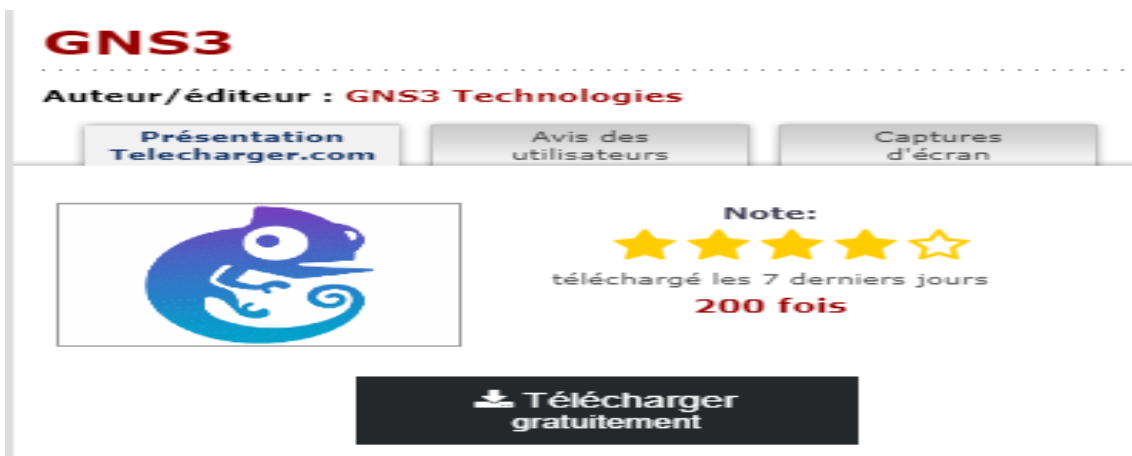 GNS3
Auteur/éditeur : GNS3 Technologies
Présentation
Telecharger.com
Avis des
utilisateurs
Captures
d'écran
Note:
téléchargé les 7 derniers jours
200 fois
Télécharger
gratuitement